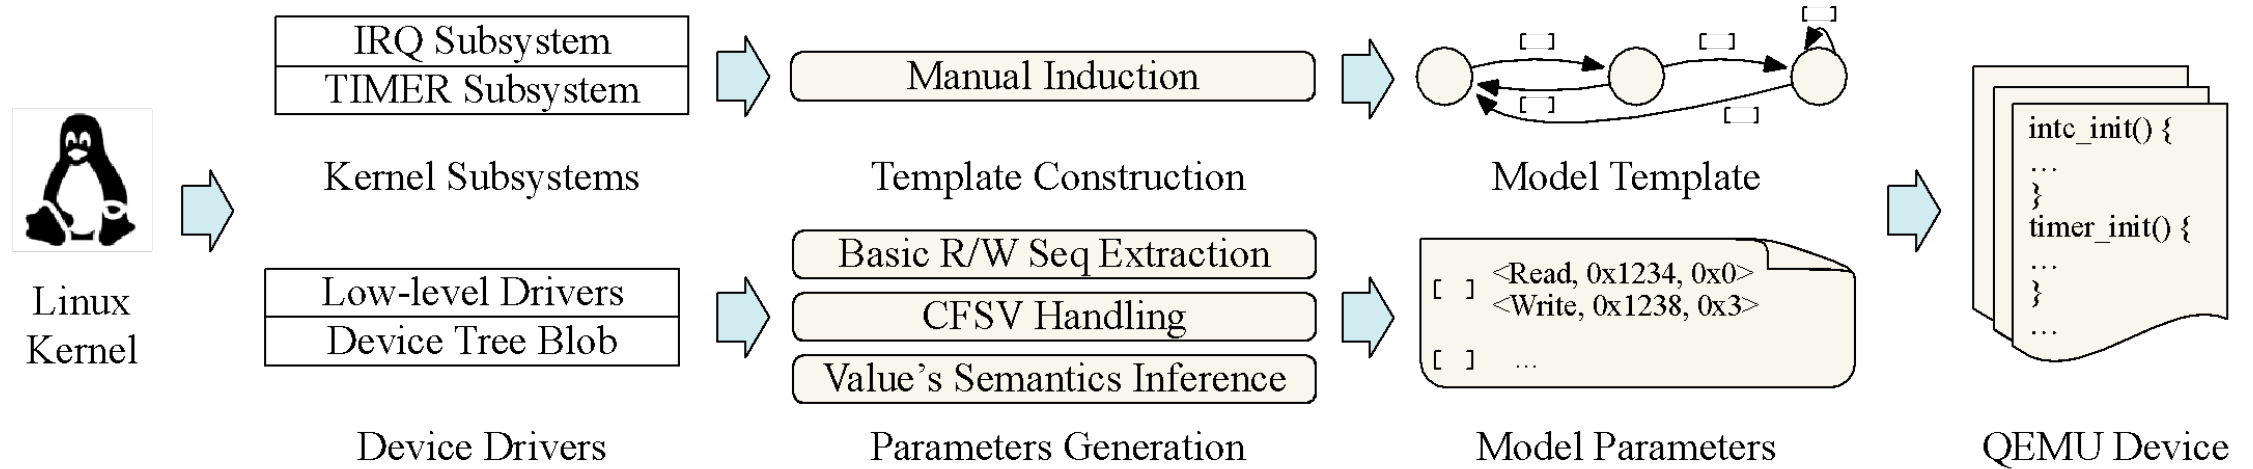 Linux
Kernel
IRQ Subsystem
TIMER Subsystem
Kernel Subsystems
Low-level Drivers
Device Tree Blob
Device Drivers
Manual Induction
Template Construction
Basic R/W Seq Extraction
CFSV Handling
Value's Semantics Inference
Parameters Generation
[ ]
[ ]
[ ]
[ ]
[ ]
Model Template
[ ] <Read, 0x1234, 0x0>
<Write, 0x1238, 0x3>
[ ] ...
Model Parameters
intc_init() {
...
}
timer_init() {
...
}
...
QEMU Device